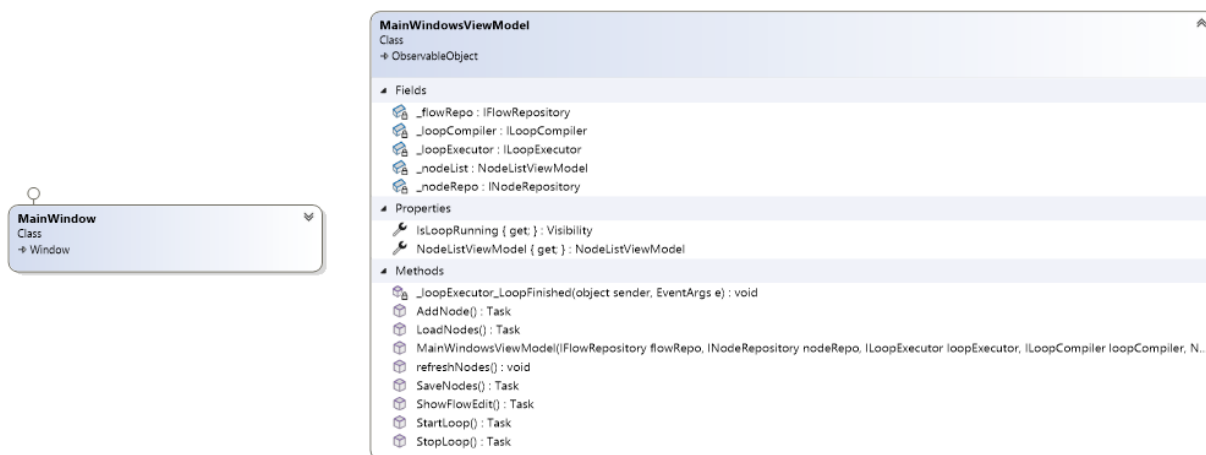 MainWindow
Class
Window
MainWindowsViewModel
Class
ObservableObject
Fields
_flowRepo : IFlowRepository
_loopCompiler : ILoopCompiler
_loopExecutor : ILoopExecutor
_nodeList : NodeListViewModel
_nodeRepo : INodeRepository
Properties
IsLoopRunning { get; } : Visibility
NodeListViewModel { get; } : NodeListViewModel
Methods
_loopExecutor_LoopFinished(object sender, EventArgs e) : void
AddNode() : Task
LoadNodes() : Task
MainWindowsViewModel(IFlowRepository flowRepo, INodeRepository nodeRepo, ILoopExecutor loopExecutor, ILoopCompiler loopCompiler, N...
refreshNodes() : void
SaveNodes() : Task
ShowFlowEdit() : Task
StartLoop() : Task
StopLoop() : Task